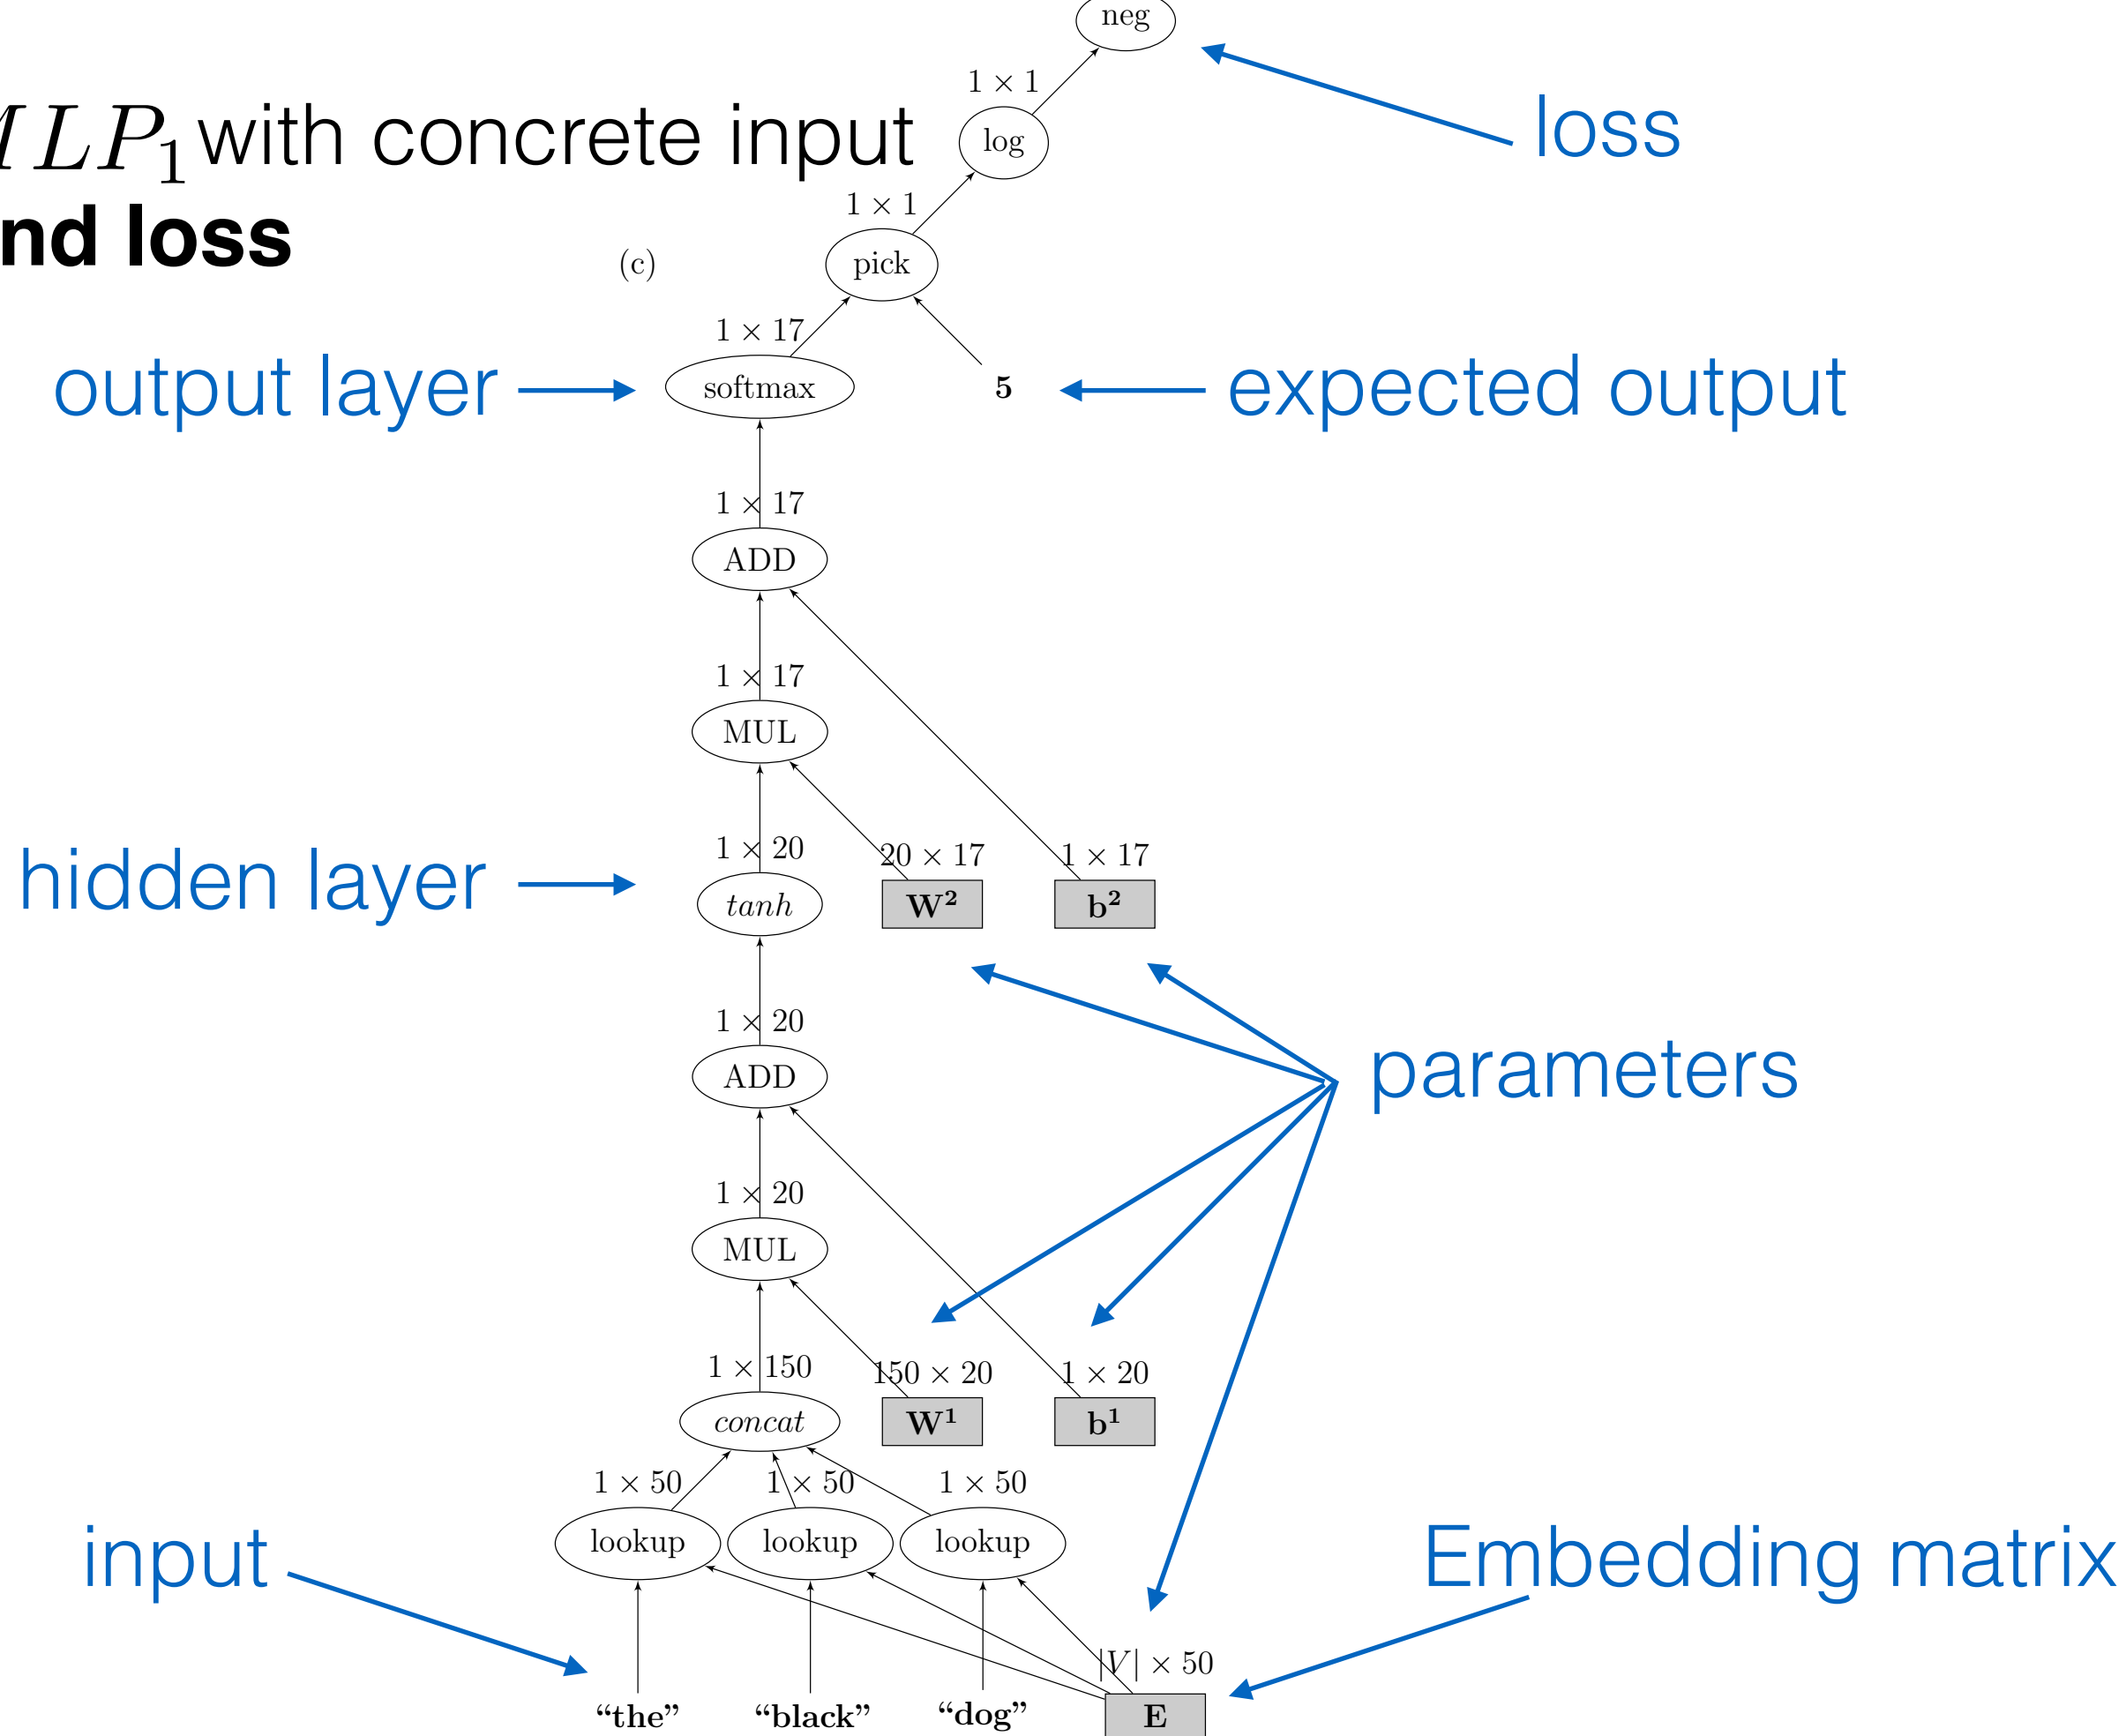 neg
1 × 1
MLP₁ with concrete input
log
loss
1 × 1
nd loss
(c)
pick
1 × 17
output layer
softmax
5
expected output
1 × 17
ADD
1 × 17
MUL
1 × 20
20 × 17
1 × 17
hidden layer
tanh
W²
b²
1 × 20
parameters
ADD
1 × 20
MUL
1 × 150
150 × 20
1 × 20
concat
W¹
b¹
1 × 50
1 × 50
1 × 50
input
lookup
lookup
lookup
Embedding matrix
|V| × 50
“the”
“black”
“dog”
E